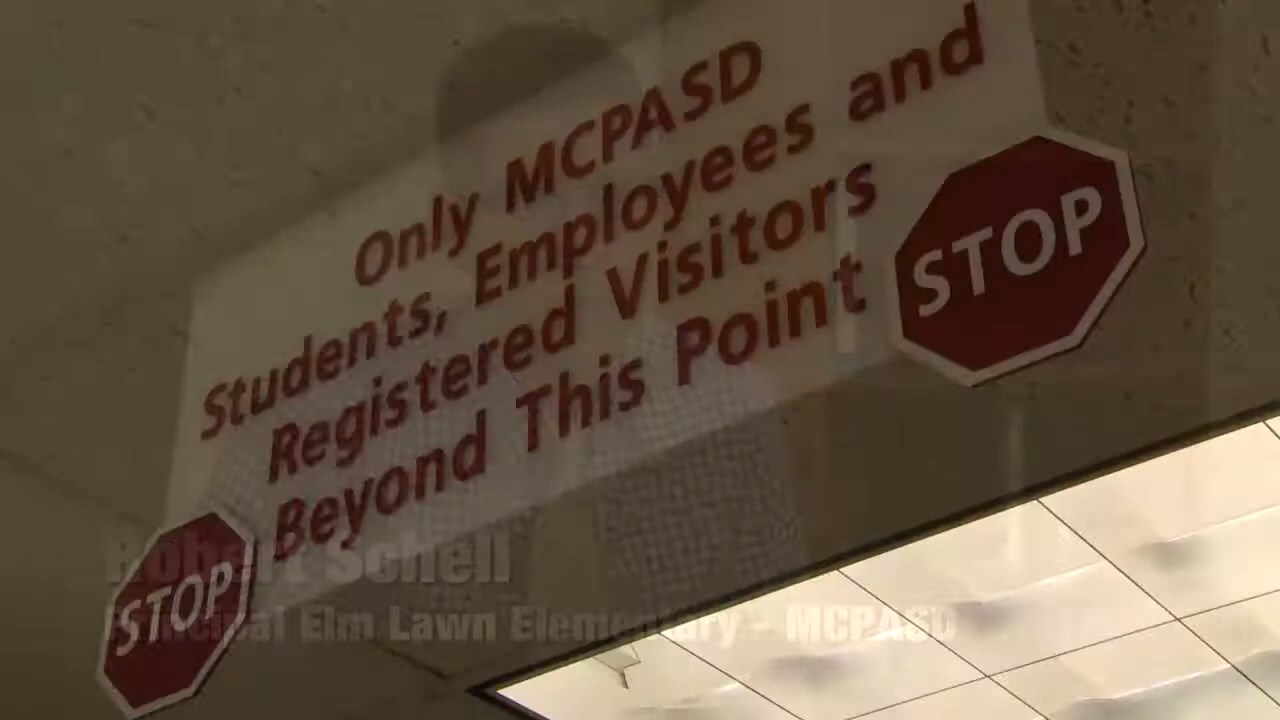 Only MCPASD
Students, Employees and
Registered Visitors
Beyond This Point
STOP
STOP
Robert Schell
Principal Elm Lawn Elementary - MCPASD